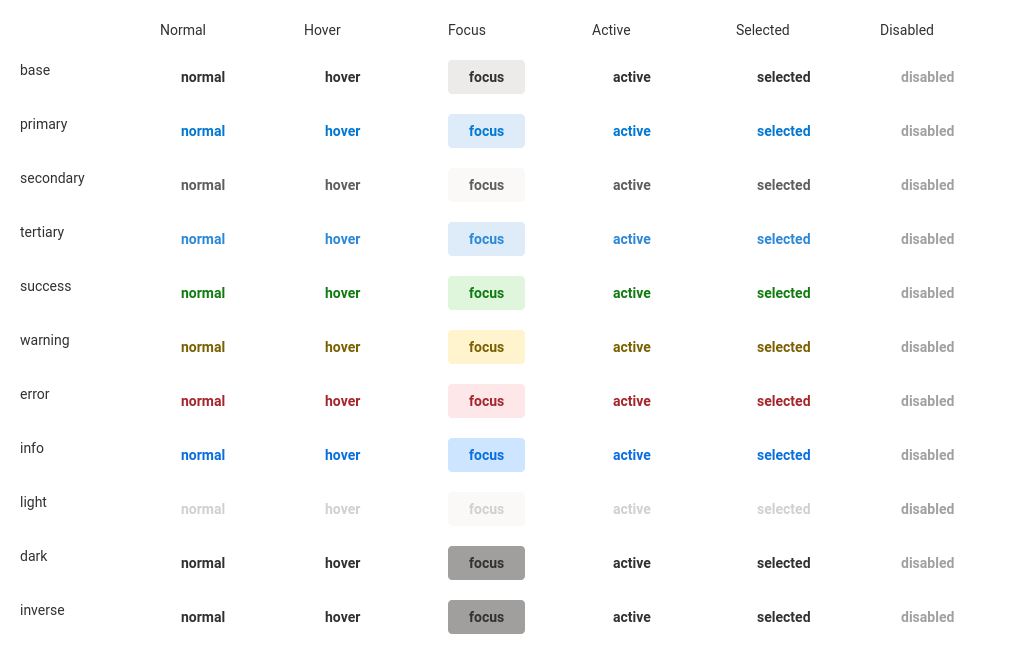 Normal Hover Focus Active Selected Disabled
base normal hover focus active selected disabled
primary normal hover focus active selected disabled
secondary normal hover focus active selected disabled
tertiary normal hover focus active selected disabled
success normal hover focus active selected disabled
warning normal hover focus active selected disabled
error normal hover focus active selected disabled
info normal hover focus active selected disabled
light normal hover focus active selected disabled
dark normal hover focus active selected disabled
inverse normal hover focus active selected disabled